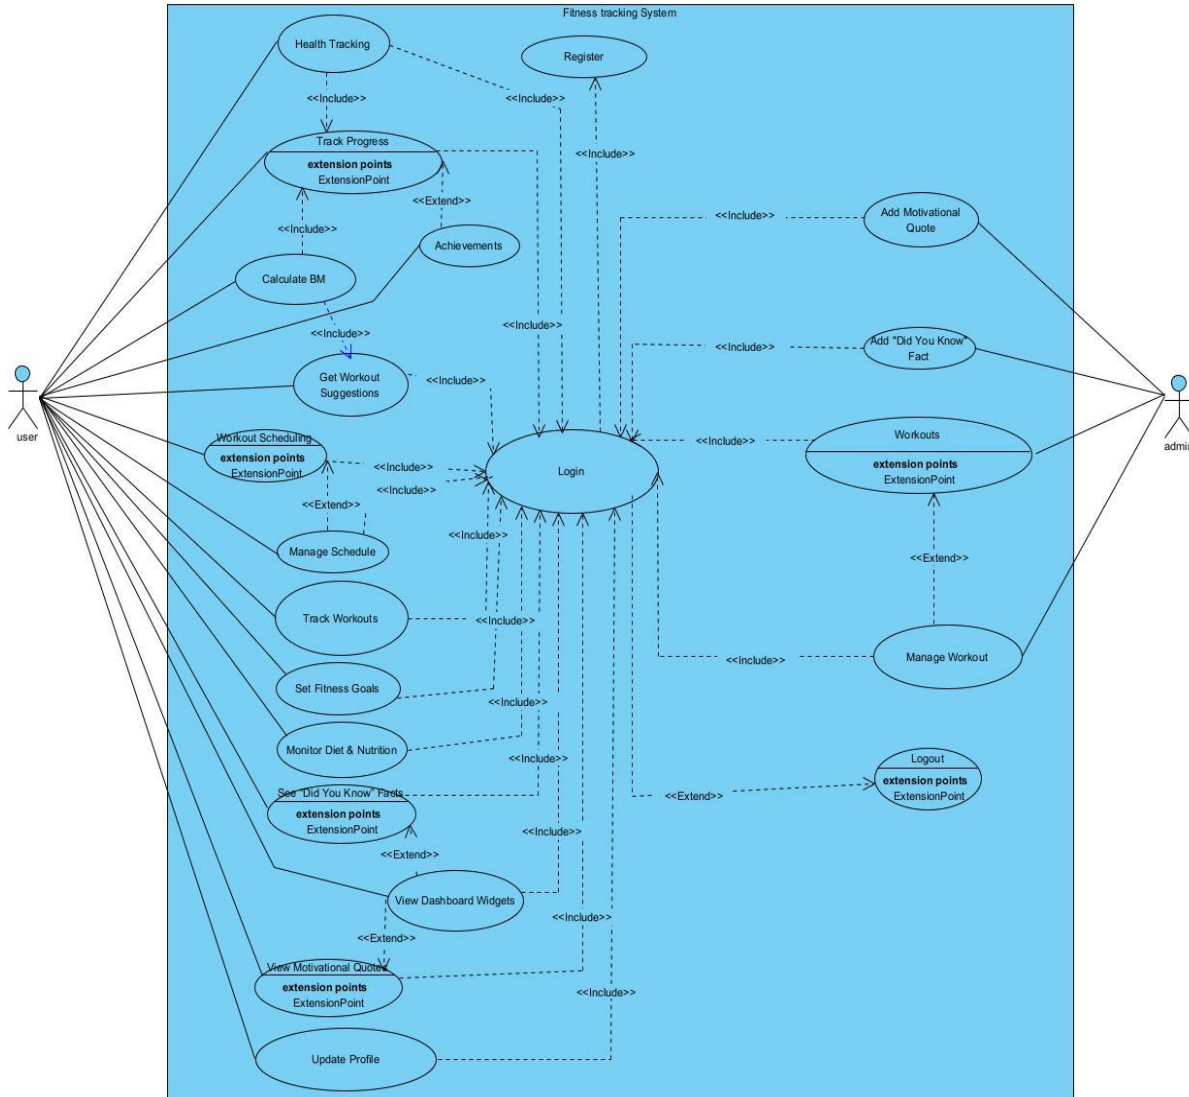 Fitness tracking System
Health Tracking
Register
<<Include>>
<<Include>>
Track Progress
extension points
ExtensionPoint
<<Include>>
<<Extend>>
<<Include>>
Achievements
<<Include>>
Add Motivational
Quote
Calculate BM
<<Include>>
<<Include>>
Get Workout
Suggestions
<<Include>>
<<Include>>
Add "Did You Know"
Fact
user
admin
Workout Scheduling
extension points
ExtensionPoint
<<Include>>
<<Include>>
Login
<<Include>>
Workouts
extension points
ExtensionPoint
<<Extend>>
<<Include>>
Manage Schedule
<<Extend>>
Track Workouts
<<Include>>
Manage Workout
<<Include>>
Set Fitness Goals
<<Include>>
Monitor Diet & Nutrition
<<Include>>
Logout
extension points
ExtensionPoint
<<Extend>>
See "Did You Know" Facts
extension points
ExtensionPoint
<<Include>>
<<Extend>>
View Dashboard Widgets
<<Include>>
<<Extend>>
View Motivational Quotes
extension points
ExtensionPoint
<<Include>>
Update Profile